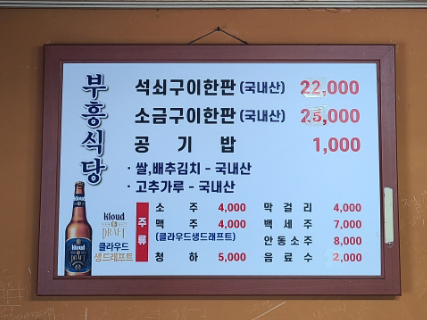 부흥식당
석쇠구이한판 (국내산) 22,000
소금구이한판 (국내산) 25,000
공기밥 1,000
· 쌀,배추김치 - 국내산
· 고추가루 - 국내산
kloud
DRAFT
클라우드
생드래프트
주류
소주 4,000
맥주 4,000
(클라우드생드래프트)
청하 5,000
막걸리 4,000
백세주 7,000
안동소주 8,000
음료수 2,000